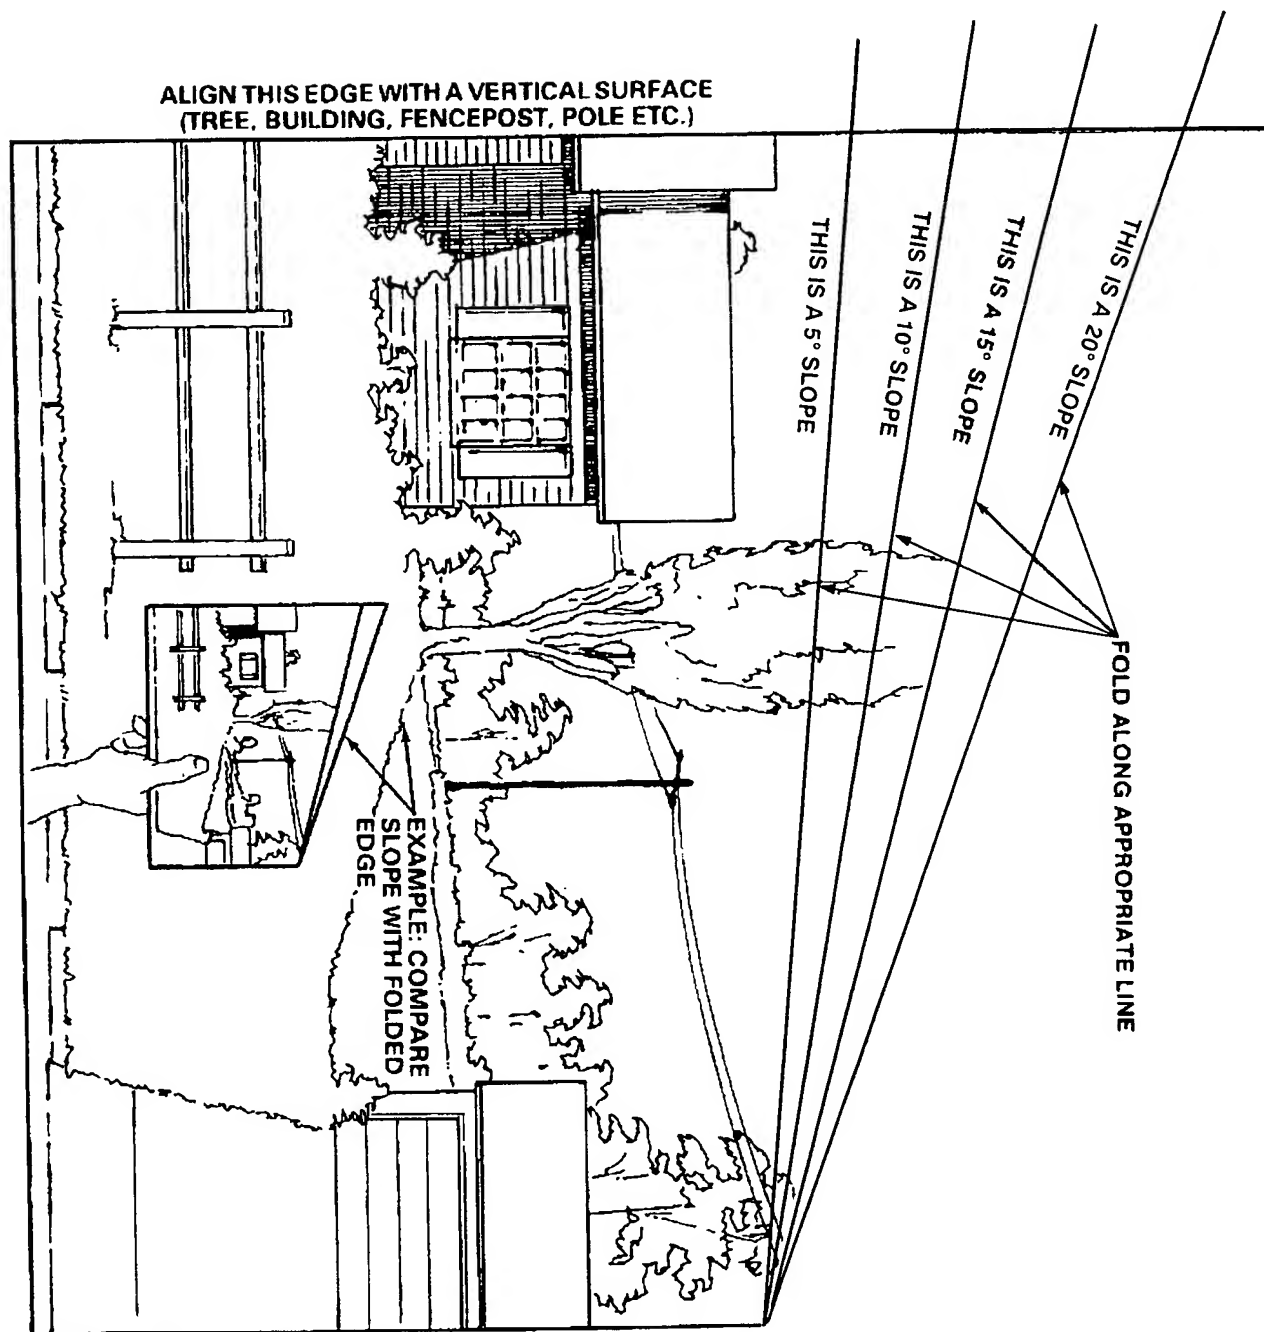 ALIGN THIS EDGE WITH A VERTICAL SURFACE
(TREE, BUILDING, FENCEPOST, POLE ETC.)
THIS IS A 5° SLOPE
THIS IS A 10° SLOPE
THIS IS A 15° SLOPE
THIS IS A 20° SLOPE
FOLD ALONG APPROPRIATE LINE
EXAMPLE: COMPARE
SLOPE WITH FOLDED
EDGE